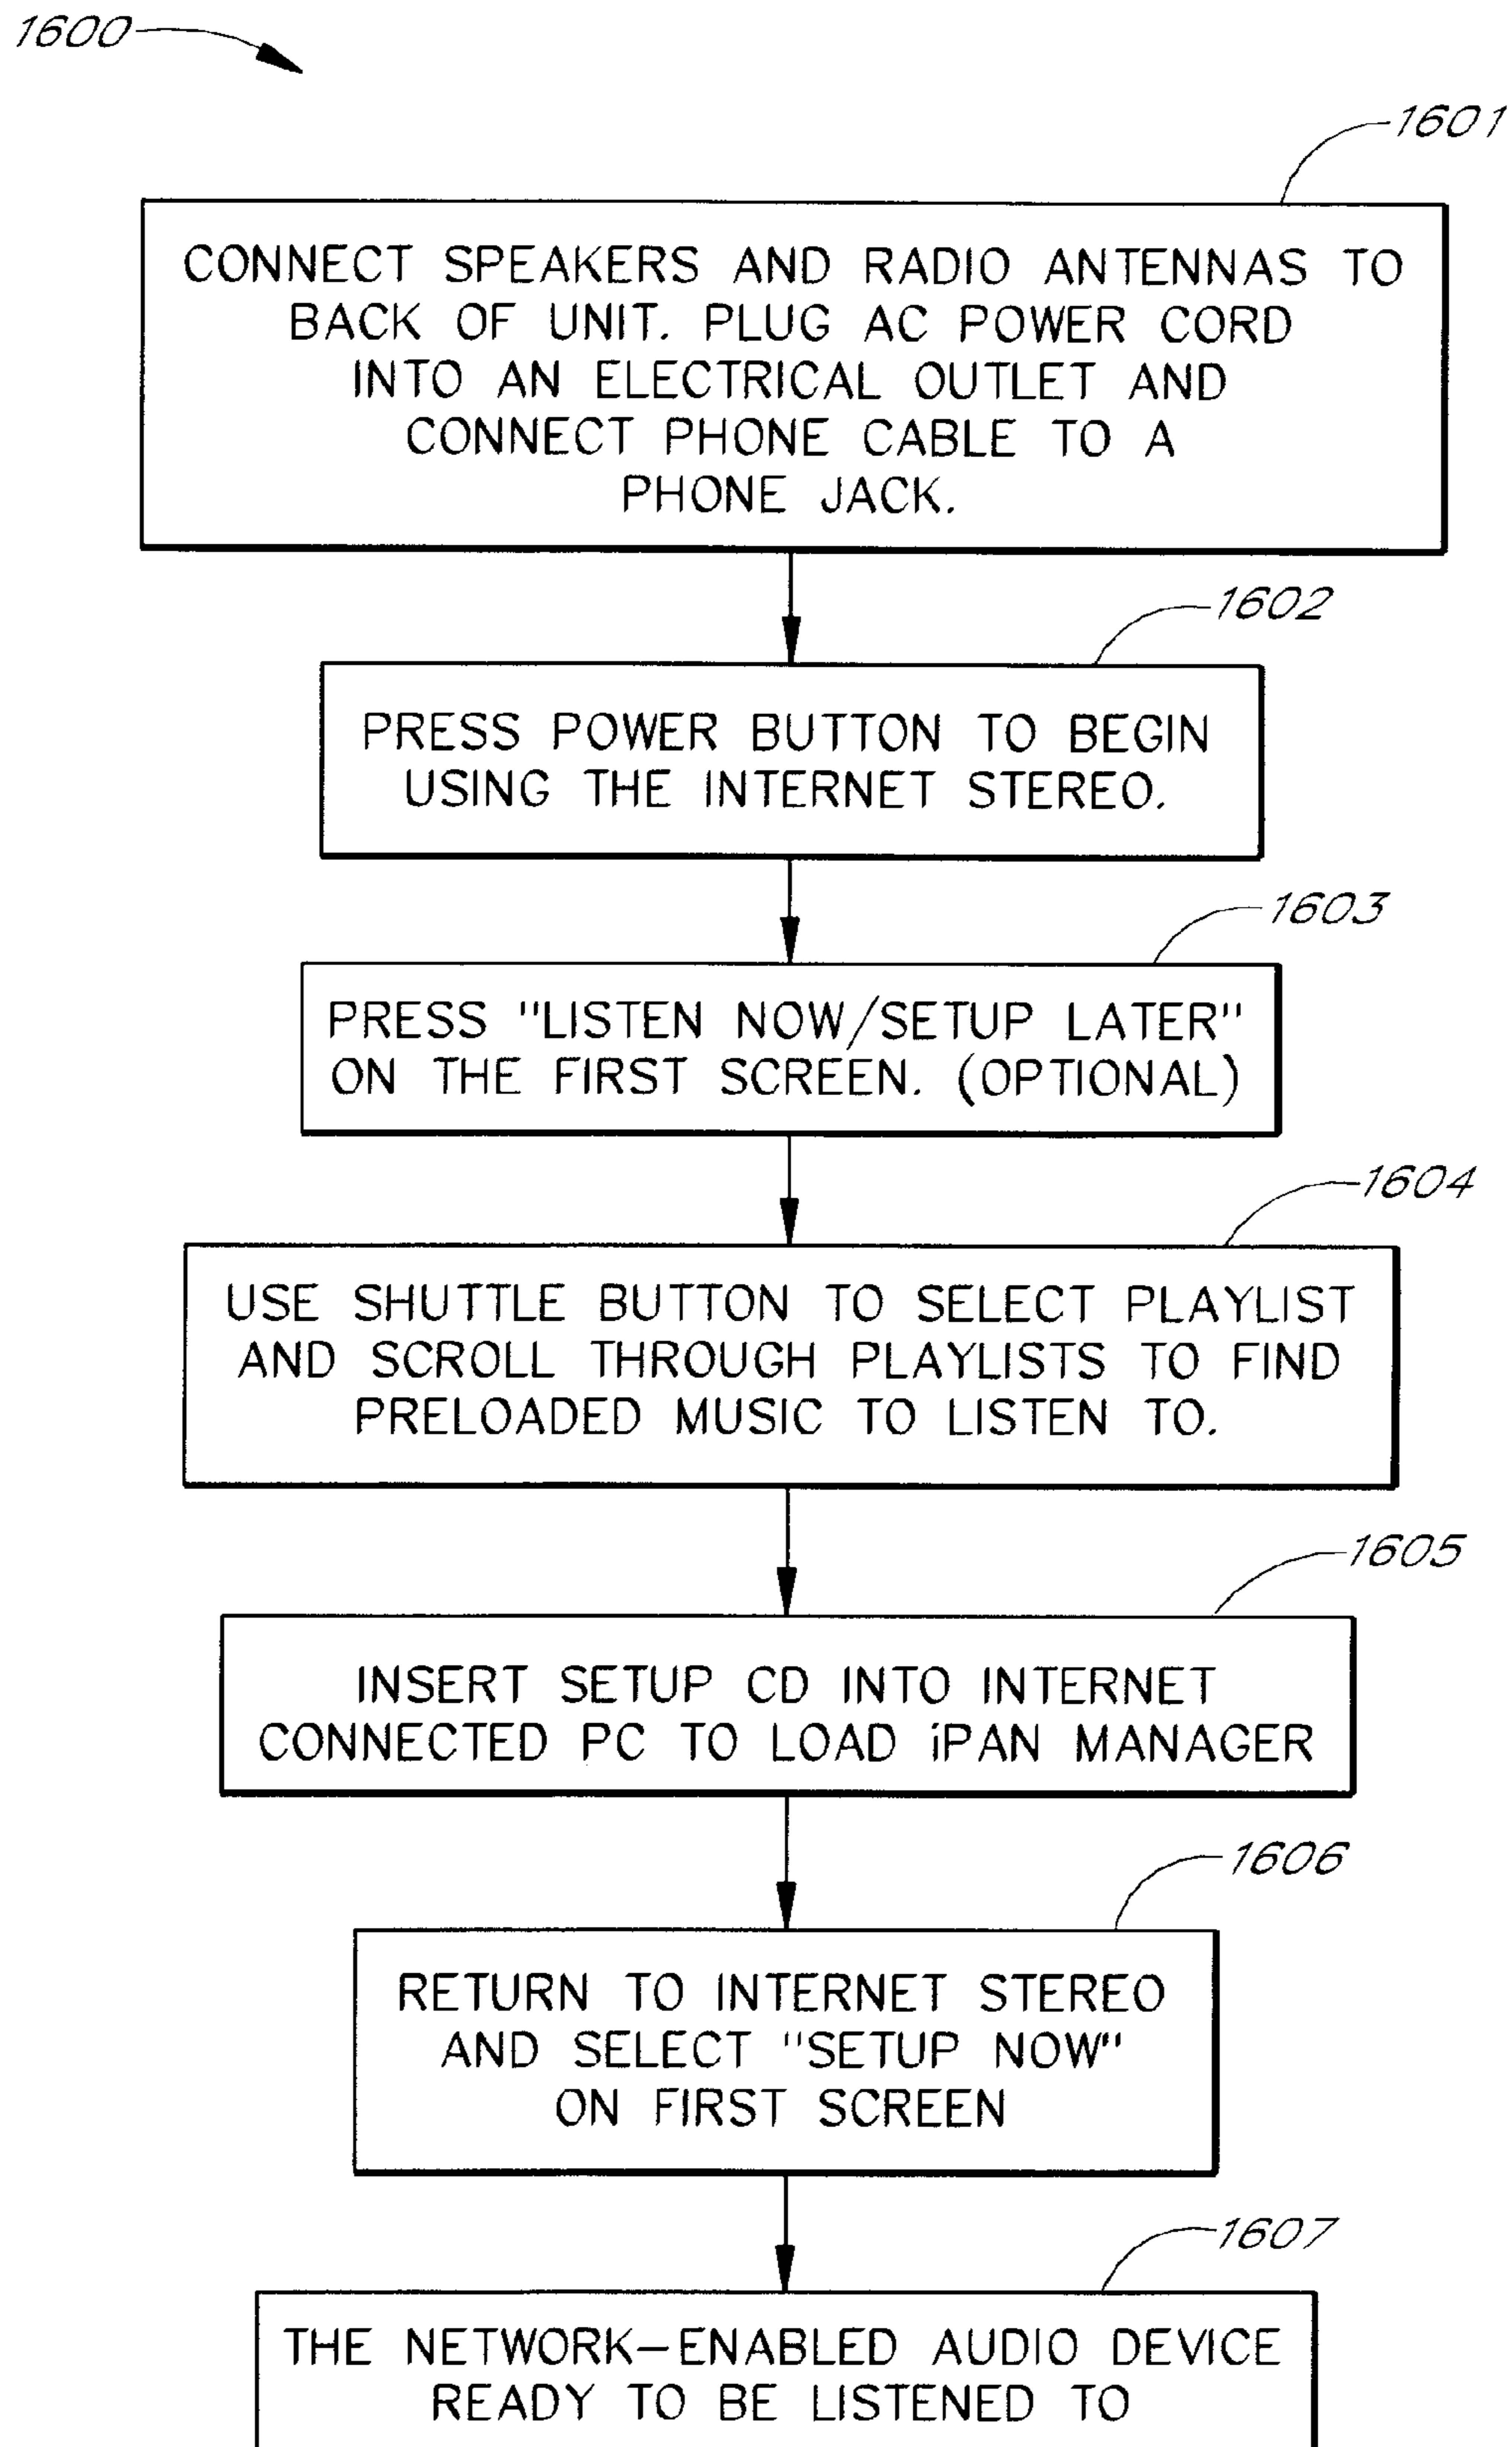 1600
1601
CONNECT SPEAKERS AND RADIO ANTENNAS TO
BACK OF UNIT. PLUG AC POWER CORD
INTO AN ELECTRICAL OUTLET AND
CONNECT PHONE CABLE TO A
PHONE JACK.
1602
PRESS POWER BUTTON TO BEGIN
USING THE INTERNET STEREO.
1603
PRESS "LISTEN NOW/SETUP LATER"
ON THE FIRST SCREEN. (OPTIONAL)
1604
USE SHUTTLE BUTTON TO SELECT PLAYLIST
AND SCROLL THROUGH PLAYLISTS TO FIND
PRELOADED MUSIC TO LISTEN TO.
1605
INSERT SETUP CD INTO INTERNET
CONNECTED PC TO LOAD iPAN MANAGER
1606
RETURN TO INTERNET STEREO
AND SELECT "SETUP NOW"
ON FIRST SCREEN
1607
THE NETWORK-ENABLED AUDIO DEVICE
READY TO BE LISTENED TO